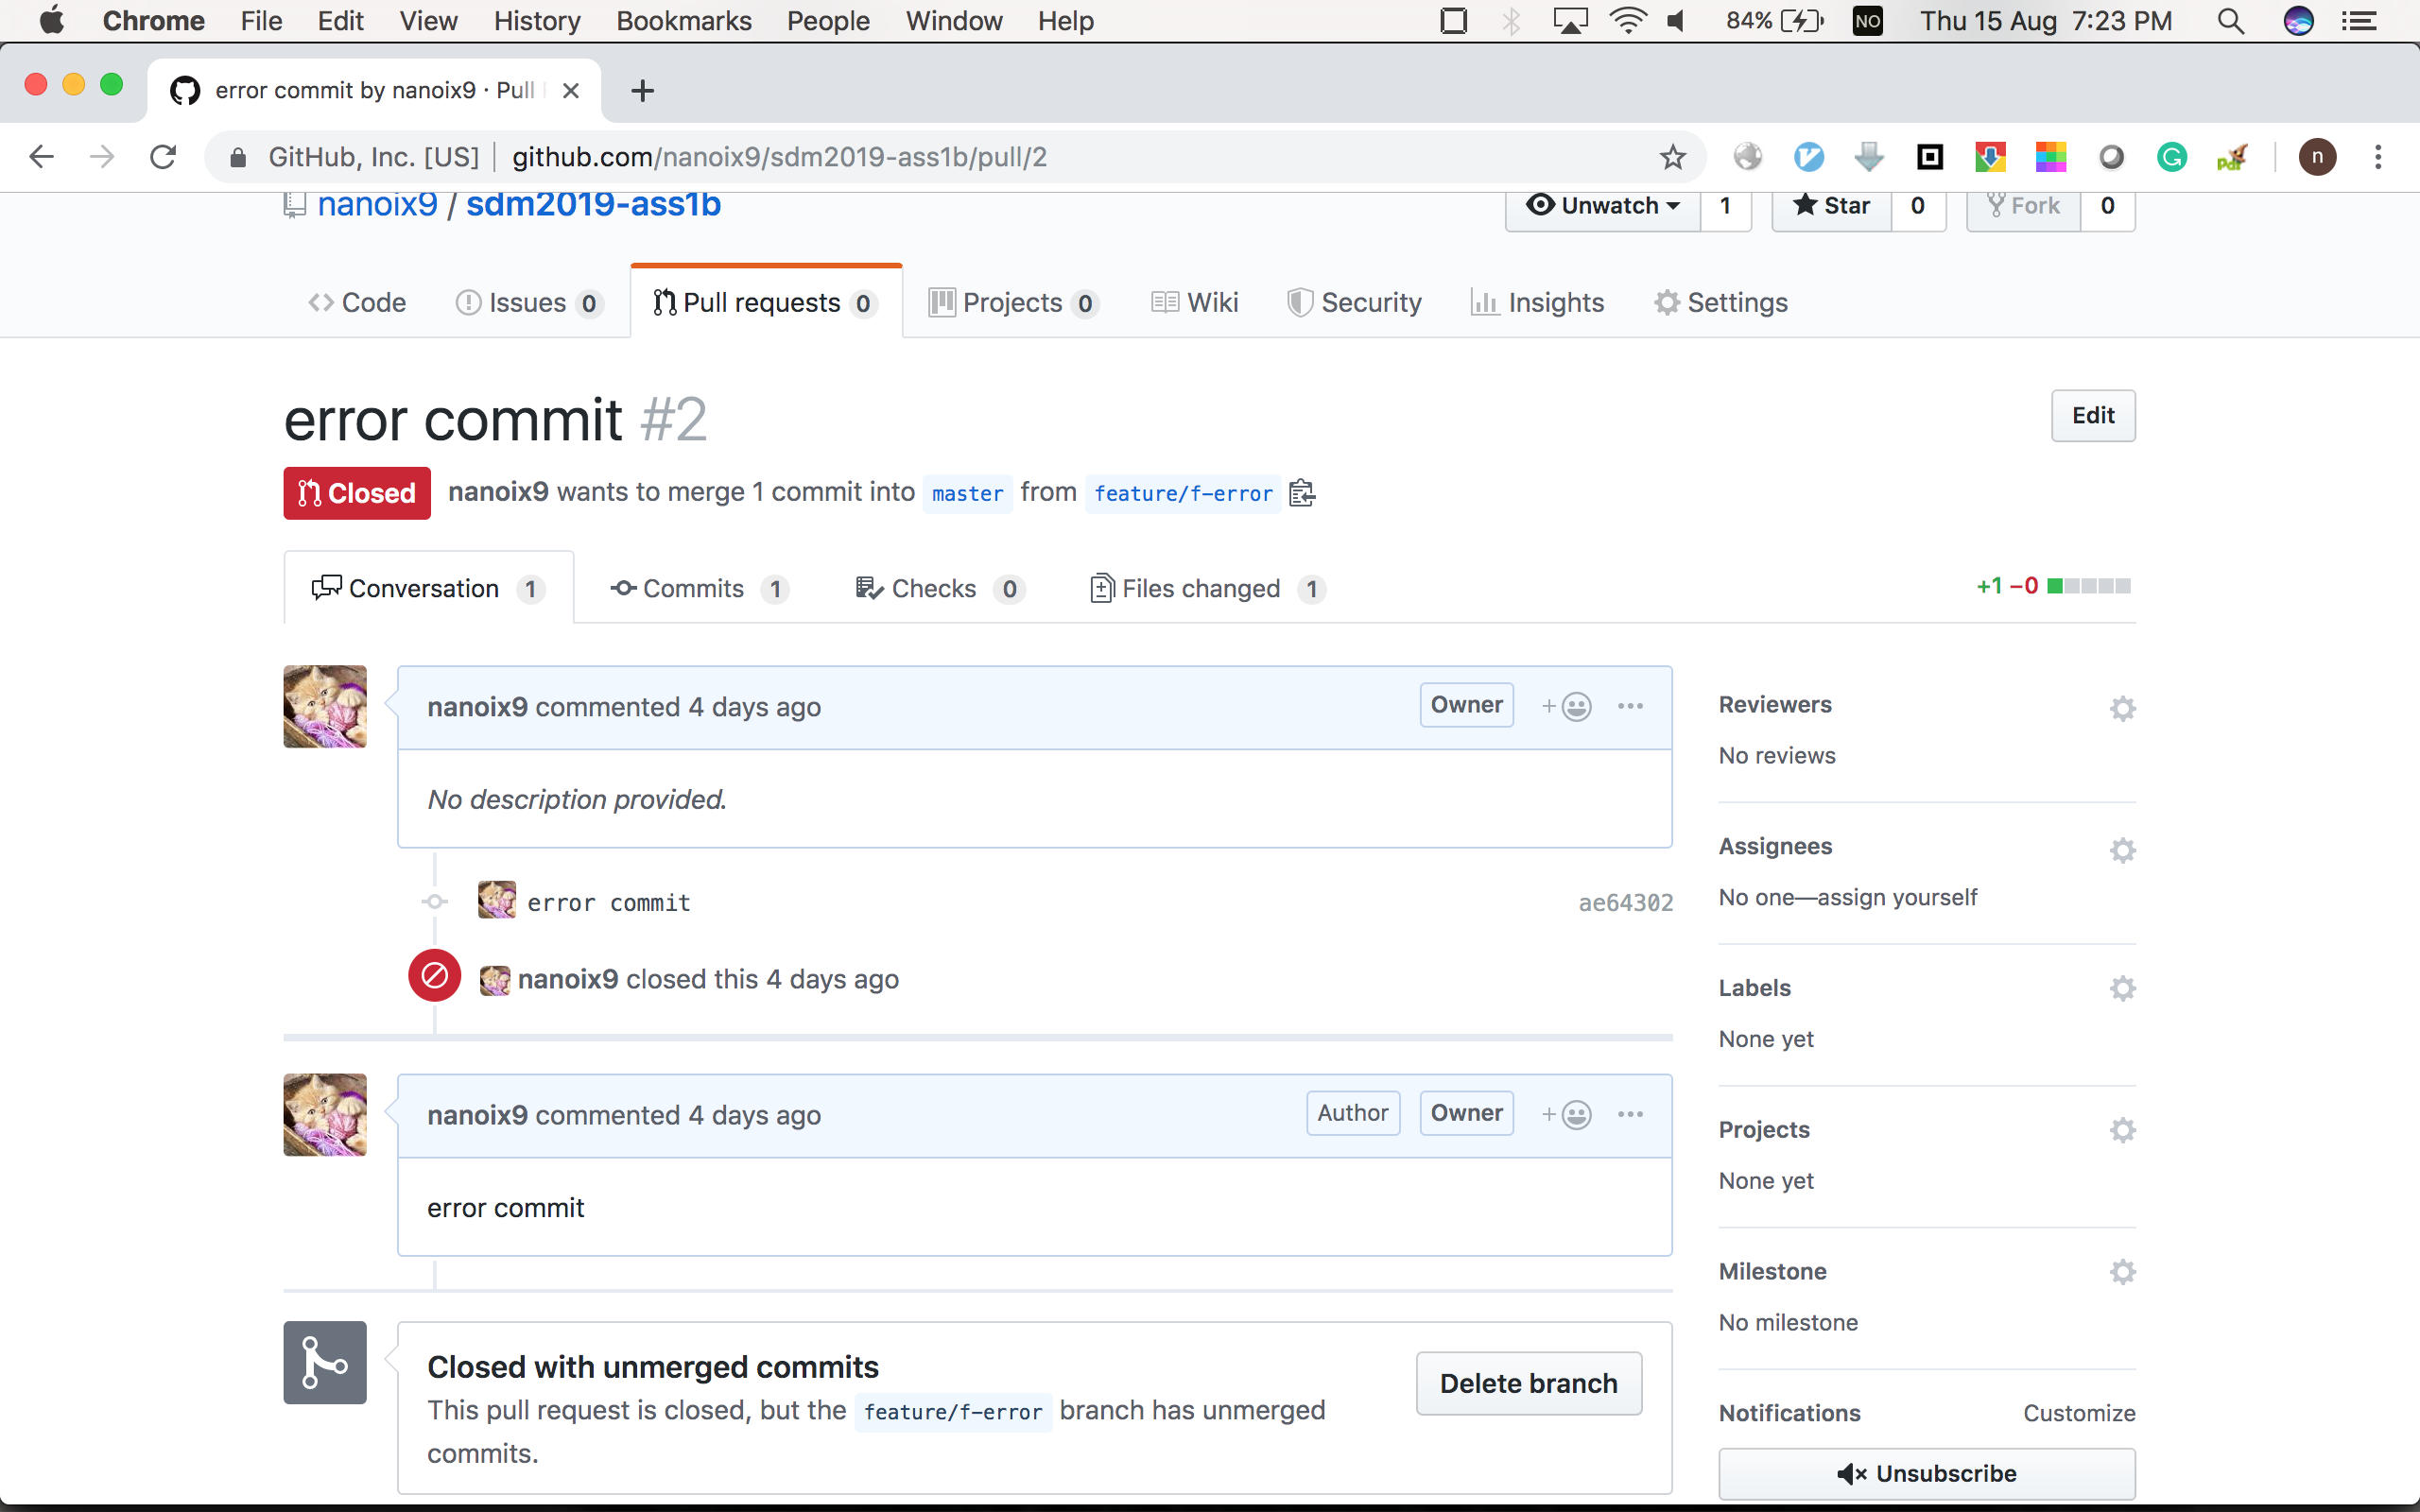 Chrome File Edit View History Bookmarks People Window Help 84% NO Thu 15 Aug 7:23 PM
error commit by nanoix9 · Pull
GitHub, Inc. [US] github.com/nanoix9/sdm2019-ass1b/pull/2 n
nanoix9 / sdm2019-ass1b Unwatch 1 Star 0 Fork 0
Code Issues 0 Pull requests 0 Projects 0 Wiki Security Insights Settings
error commit #2 Edit
Closed nanoix9 wants to merge 1 commit into master from feature/f-error
Conversation 1 Commits 1 Checks 0 Files changed 1 +1 −0
nanoix9 commented 4 days ago Owner
No description provided.
error commit ae64302
nanoix9 closed this 4 days ago
nanoix9 commented 4 days ago Author Owner
error commit
Closed with unmerged commits
This pull request is closed, but the feature/f-error branch has unmerged
commits.
Delete branch
Reviewers
No reviews
Assignees
No one—assign yourself
Labels
None yet
Projects
None yet
Milestone
No milestone
Notifications Customize
Unsubscribe